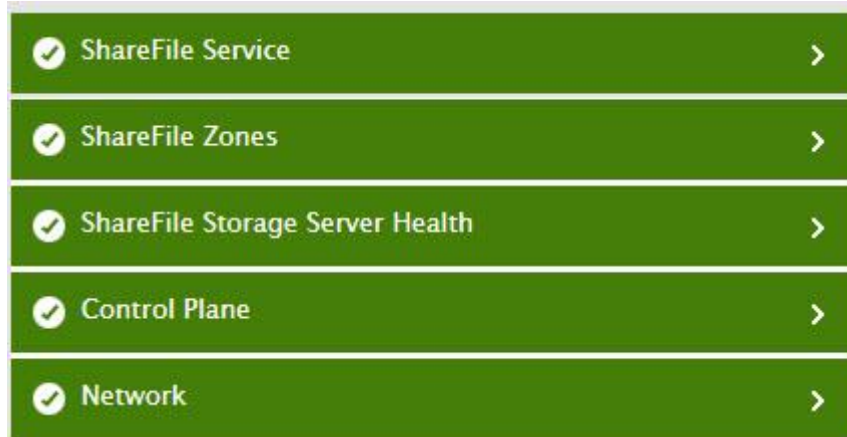 ShareFile Service
ShareFile Zones
ShareFile Storage Server Health
Control Plane
Network